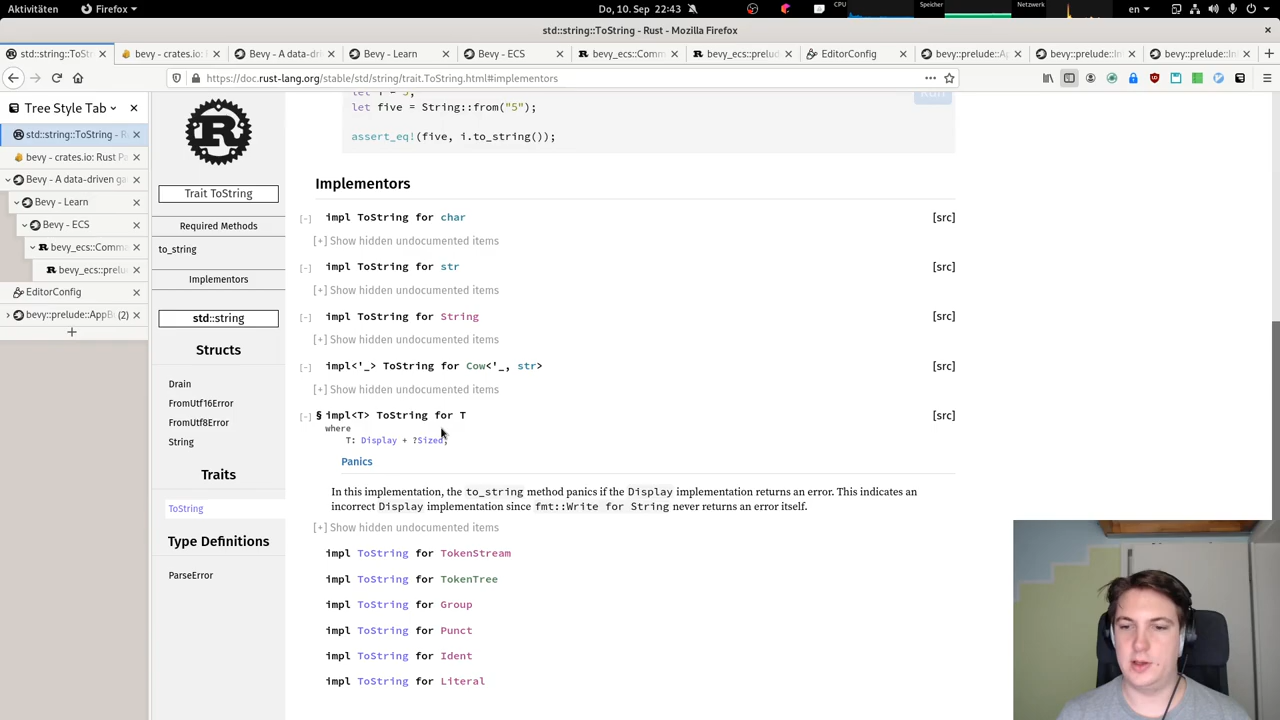 Aktivitäten
Firefox
Do, 10. Sep 22:43
CPU
Speicher
Netzwerk
en
std::string::ToString - Rust - Mozilla Firefox
std::string::ToStr
bevy - crates.io: Ru
Bevy - A data-dri
Bevy - Learn
Bevy - ECS
bevy_ecs::Comm
bevy_ecs::prelud
EditorConfig
bevy::prelude::Ap
bevy::prelude::In
bevy::prelude::In
https://doc.rust-lang.org/stable/std/string/trait.ToString.html#implementors
Tree Style Tab
std::string::ToString - R
bevy - crates.io: Rust Pa
Bevy - A data-driven ga
Bevy - Learn
Bevy - ECS
bevy_ecs::Comma
bevy_ecs::prelu
EditorConfig
bevy::prelude::AppB (2)
Trait ToString
Required Methods
to_string
Implementors
std::string
Structs
Drain
FromUtf16Error
FromUtf8Error
String
Traits
ToString
Type Definitions
ParseError
let i = 5;
Run
let five = String::from("5");
assert_eq!(five, i.to_string());
Implementors
[-] impl ToString for char [src]
[+] Show hidden undocumented items
[-] impl ToString for str [src]
[+] Show hidden undocumented items
[-] impl ToString for String [src]
[+] Show hidden undocumented items
[-] impl<'_> ToString for Cow<'_, str> [src]
[+] Show hidden undocumented items
[-] § impl<T> ToString for T [src]
where
T: Display + ?Sized,
Panics
In this implementation, the to_string method panics if the Display implementation returns an error. This indicates an
incorrect Display implementation since fmt::Write for String never returns an error itself.
[+] Show hidden undocumented items
impl ToString for TokenStream
impl ToString for TokenTree
impl ToString for Group
impl ToString for Punct
impl ToString for Ident
impl ToString for Literal